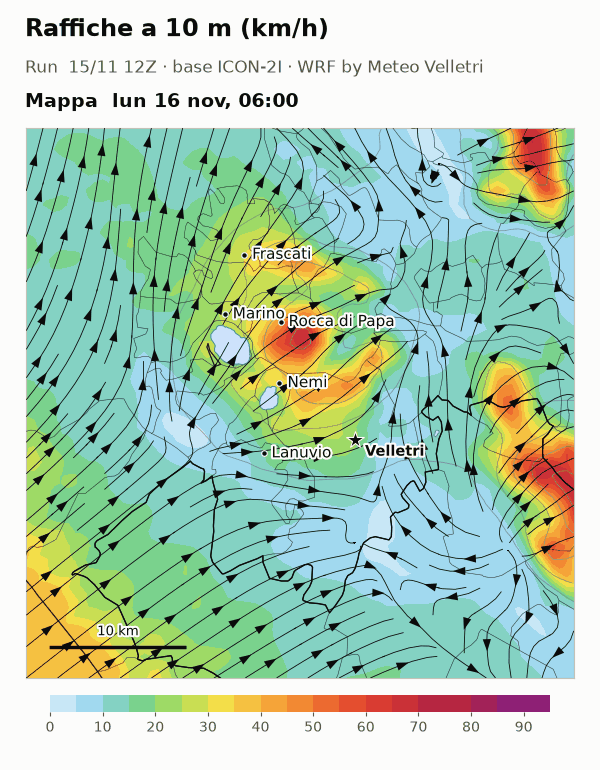 Raffiche a 10 m (km/h)
Run 15/11 12Z · base ICON-2I · WRF by Meteo Velletri
Mappa lun 16 nov, 06:00
Frascati
Marino
Rocca di Papa
Nemi
Velletri
Lanuvio
10 km
0 10 20 30 40 50 60 70 80 90